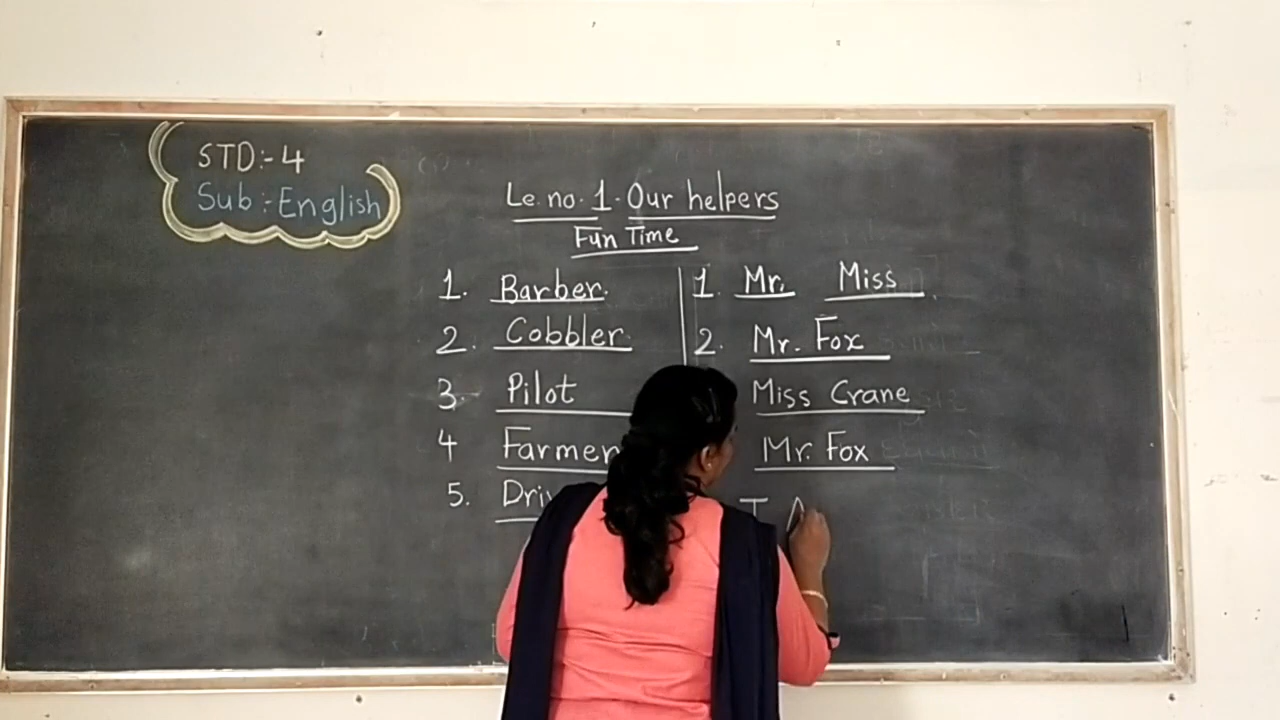 STD:- 4
Sub :- English
Le. no. 1. Our helpers
Fun Time
1. Barber.
2. Cobbler.
3. Pilot
4 Farmer
5.
1. Mr. Miss
2. Mr. Fox
Miss Crane
Mr. Fox
I